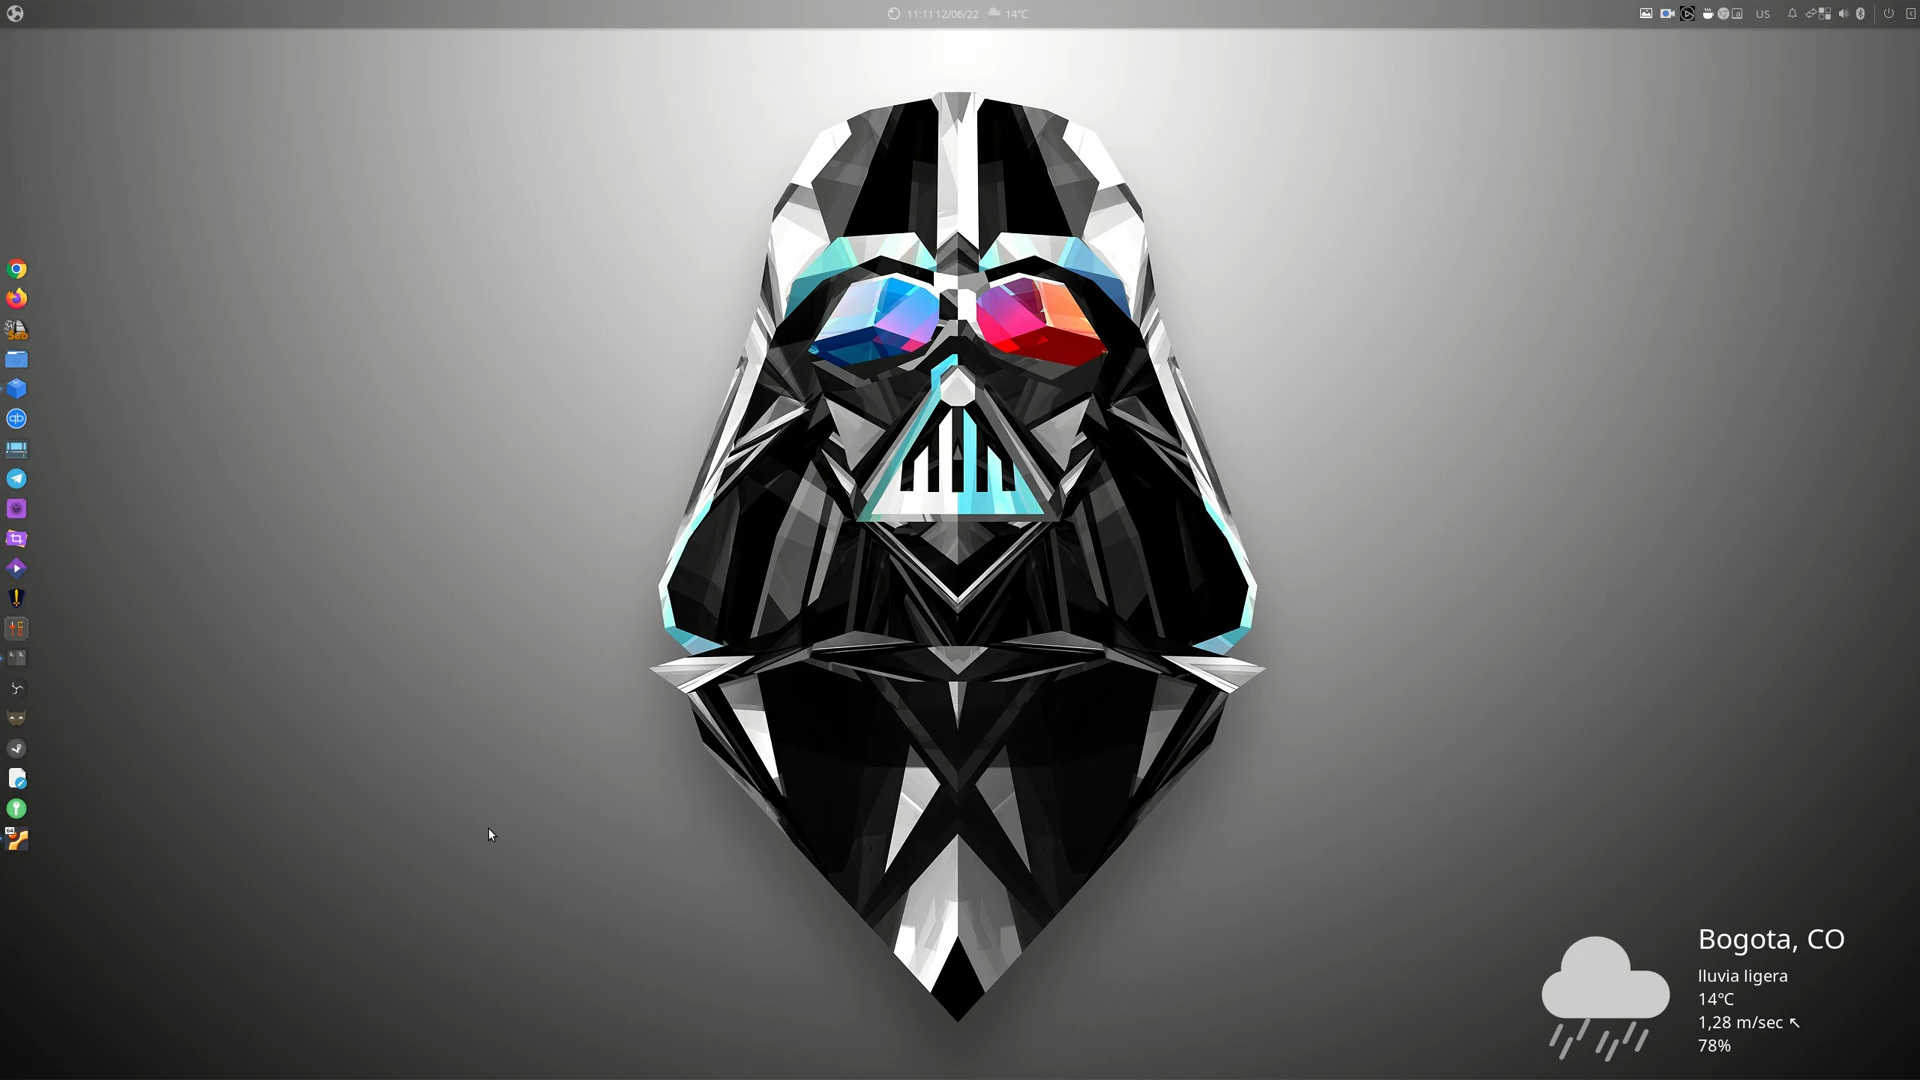 11:11 12/06/22 14°C
US
Bogota, CO
lluvia ligera
14°C
1,28 m/sec ↖
78%